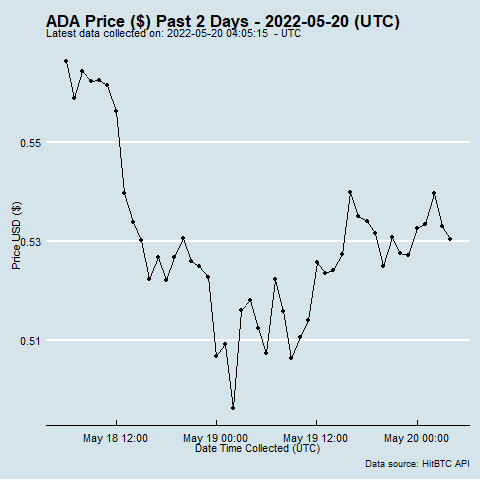 ADA Price ($) Past 2 Days - 2022-05-20 (UTC)
Latest data collected on: 2022-05-20 04:05:15 - UTC
0.55
0.53
0.51
Price USD ($)
May 18 12:00
May 19 00:00
May 19 12:00
May 20 00:00
Date Time Collected (UTC)
Data source: HitBTC API